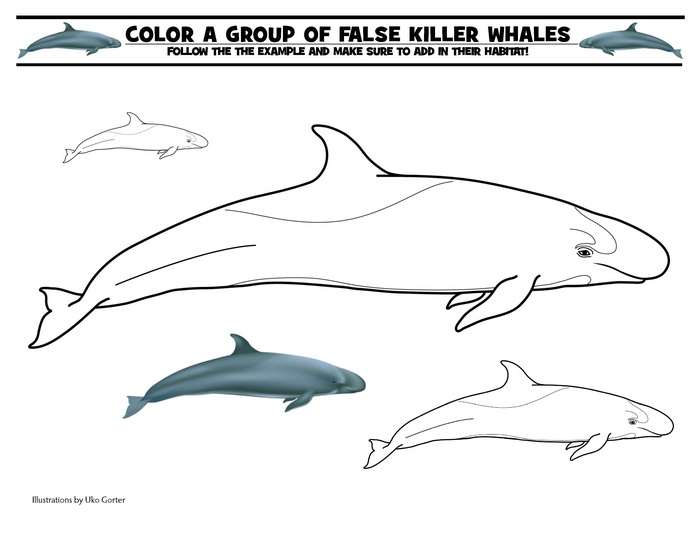 COLOR A GROUP OF FALSE KILLER WHALES
FOLLOW THE THE EXAMPLE AND MAKE SURE TO ADD IN THEIR HABITAT!
Illustrations by Uko Gorter